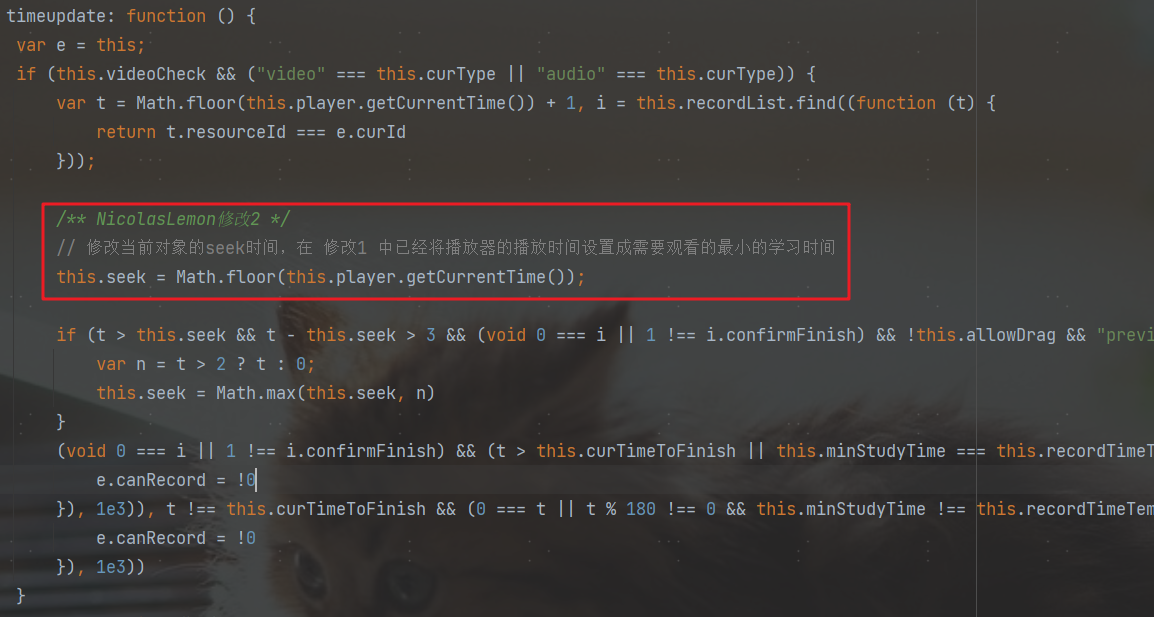 timeupdate: function () {
var e = this;
if (this.videoCheck && ("video" === this.curType || "audio" === this.curType)) {
var t = Math.floor(this.player.getCurrentTime()) + 1, i = this.recordList.find((function (t) {
return t.resourceId === e.curId
}));
/** NicolasLemon修改2 */
// 修改当前对象的seek时间，在 修改1 中已经将播放器的播放时间设置成需要观看的最小的学习时间
this.seek = Math.floor(this.player.getCurrentTime());
if (t > this.seek && t - this.seek > 3 && (void 0 === i || 1 !== i.confirmFinish) && !this.allowDrag && "previ
var n = t > 2 ? t : 0;
this.seek = Math.max(this.seek, n)
}
(void 0 === i || 1 !== i.confirmFinish) && (t > this.curTimeToFinish || this.minStudyTime === this.recordTimeT
e.canRecord = !0
}), 1e3)), t !== this.curTimeToFinish && (0 === t || t % 180 !== 0 && this.minStudyTime !== this.recordTimeTem
e.canRecord = !0
}), 1e3))
}